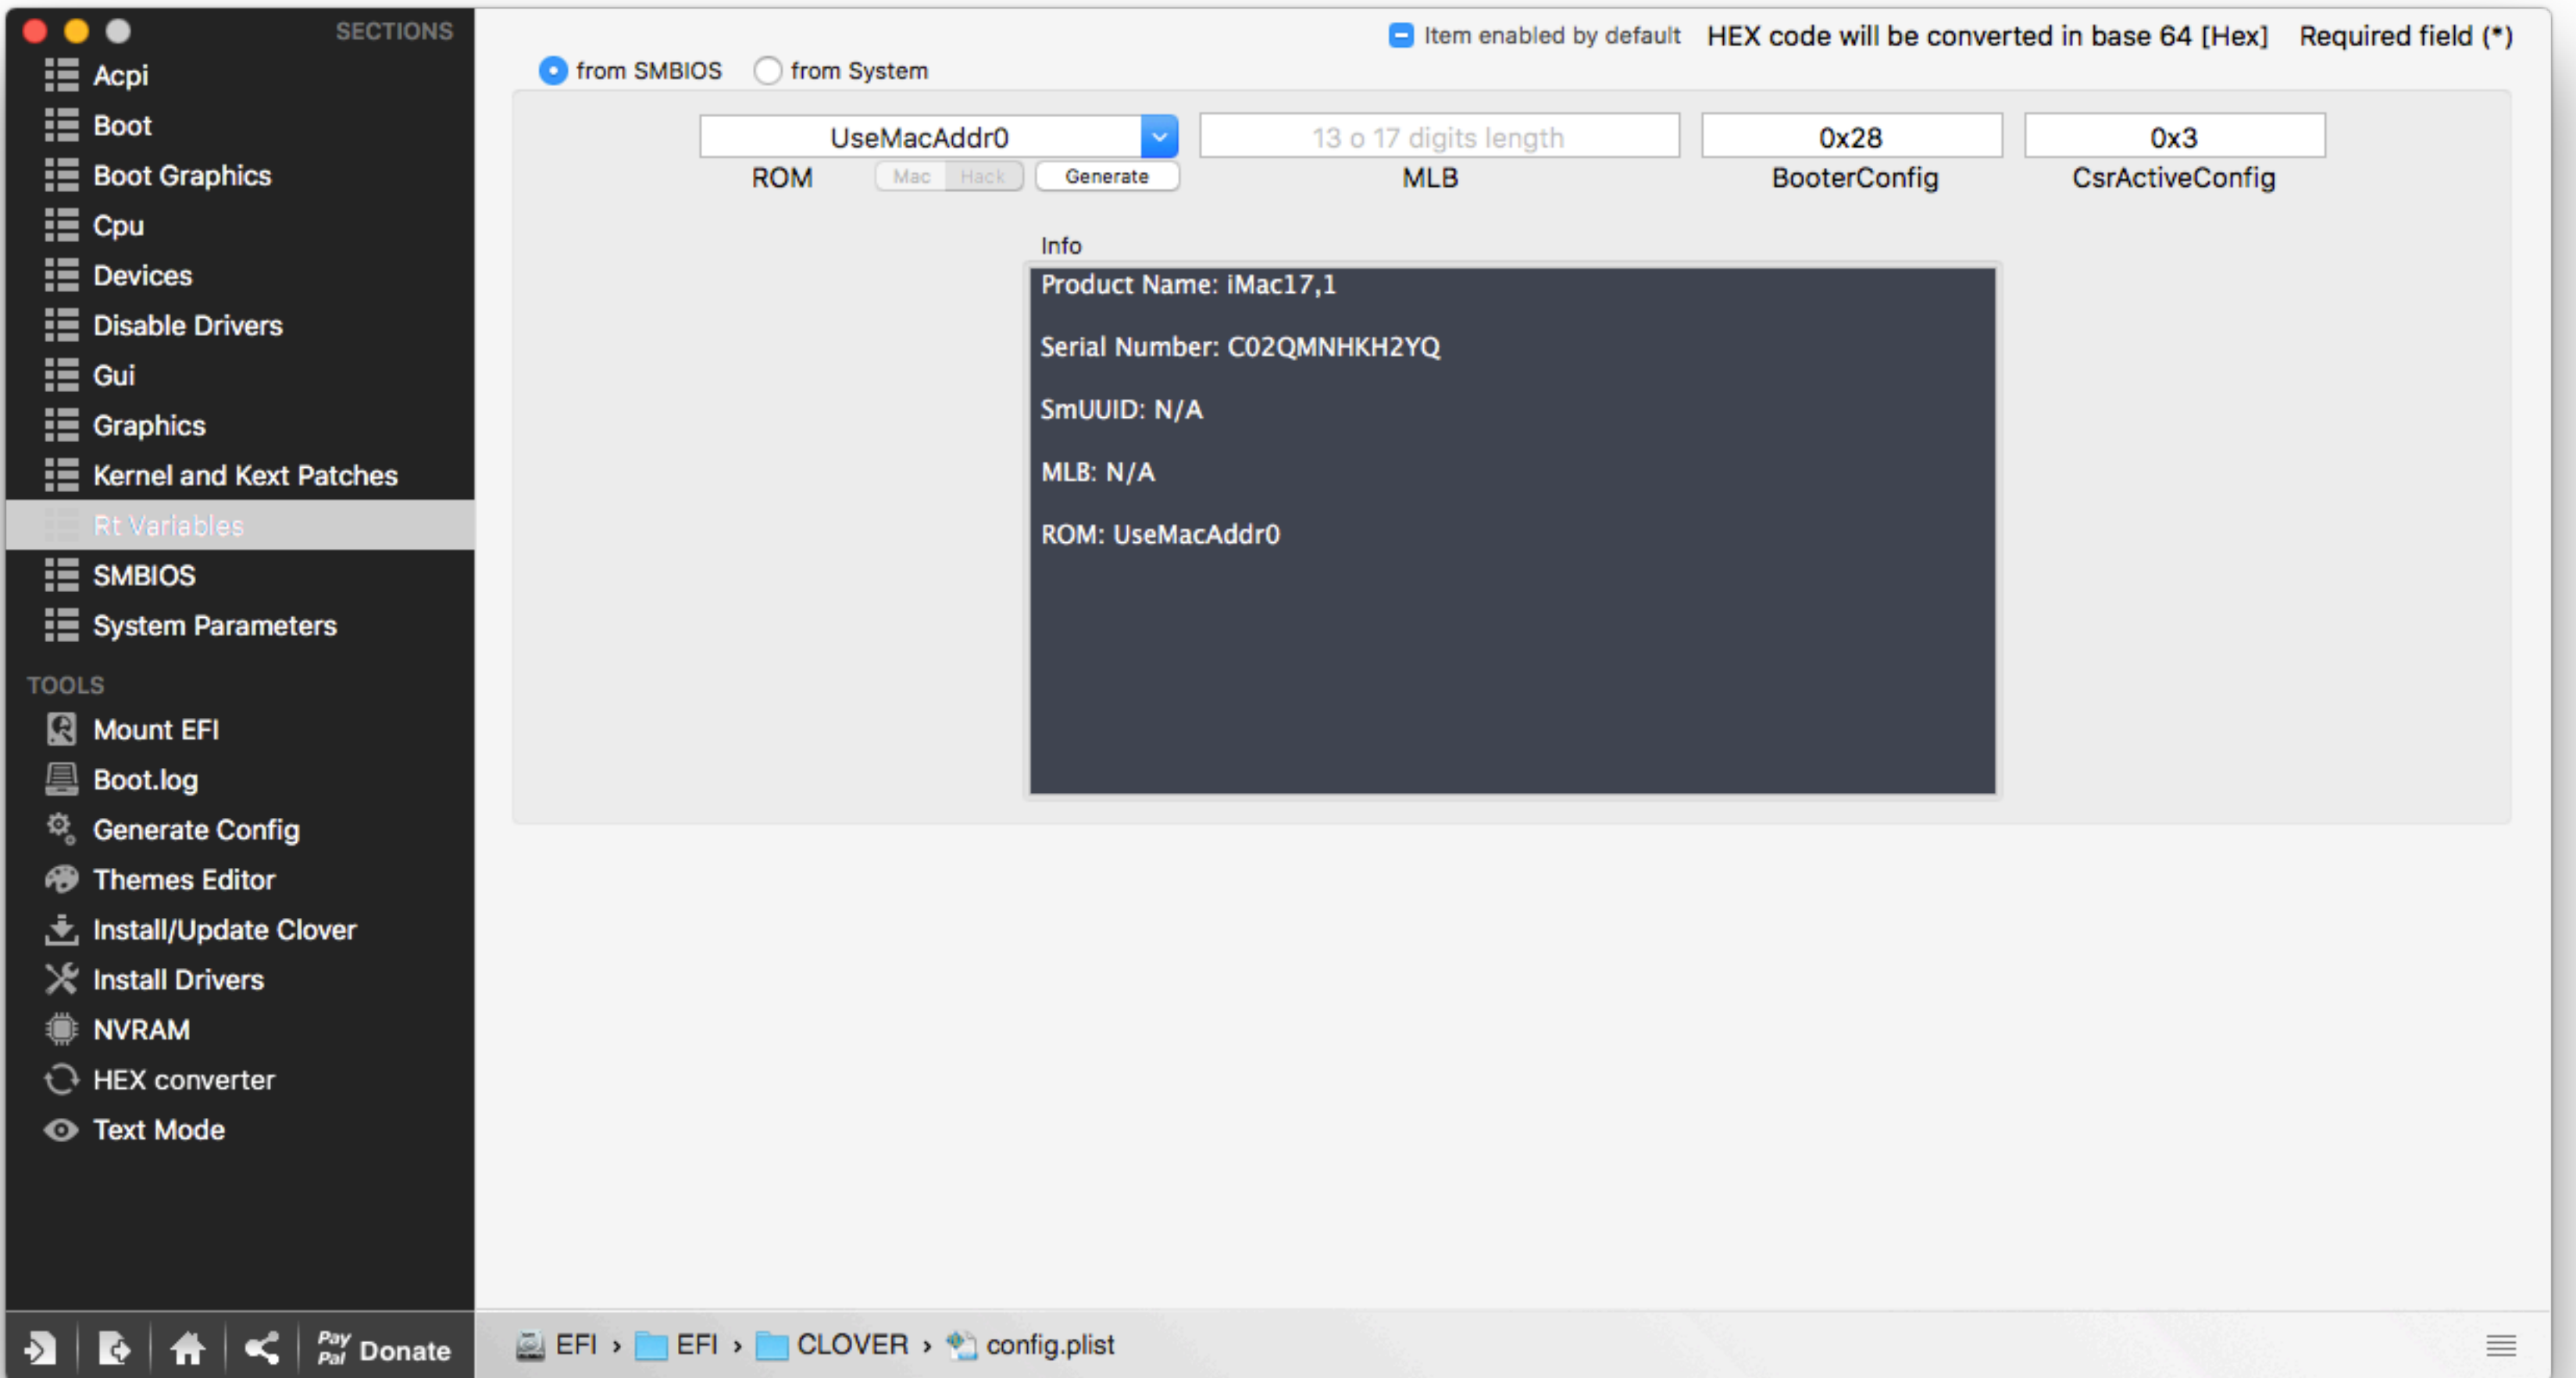 SECTIONS
Acpi
Boot
Boot Graphics
Cpu
Devices
Disable Drivers
Gui
Graphics
Kernel and Kext Patches
Rt Variables
SMBIOS
System Parameters
TOOLS
Mount EFI
Boot.log
Generate Config
Themes Editor
Install/Update Clover
Install Drivers
NVRAM
HEX converter
Text Mode
Pay
Pal Donate
Item enabled by default HEX code will be converted in base 64 [Hex] Required field (*)
from SMBIOS from System
UseMacAddr0 13 o 17 digits length 0x28 0x3
ROM Mac Hack Generate MLB BooterConfig CsrActiveConfig
Info
Product Name: iMac17,1
Serial Number: C02QMNHKH2YQ
SmUUID: N/A
MLB: N/A
ROM: UseMacAddr0
EFI › EFI › CLOVER › config.plist